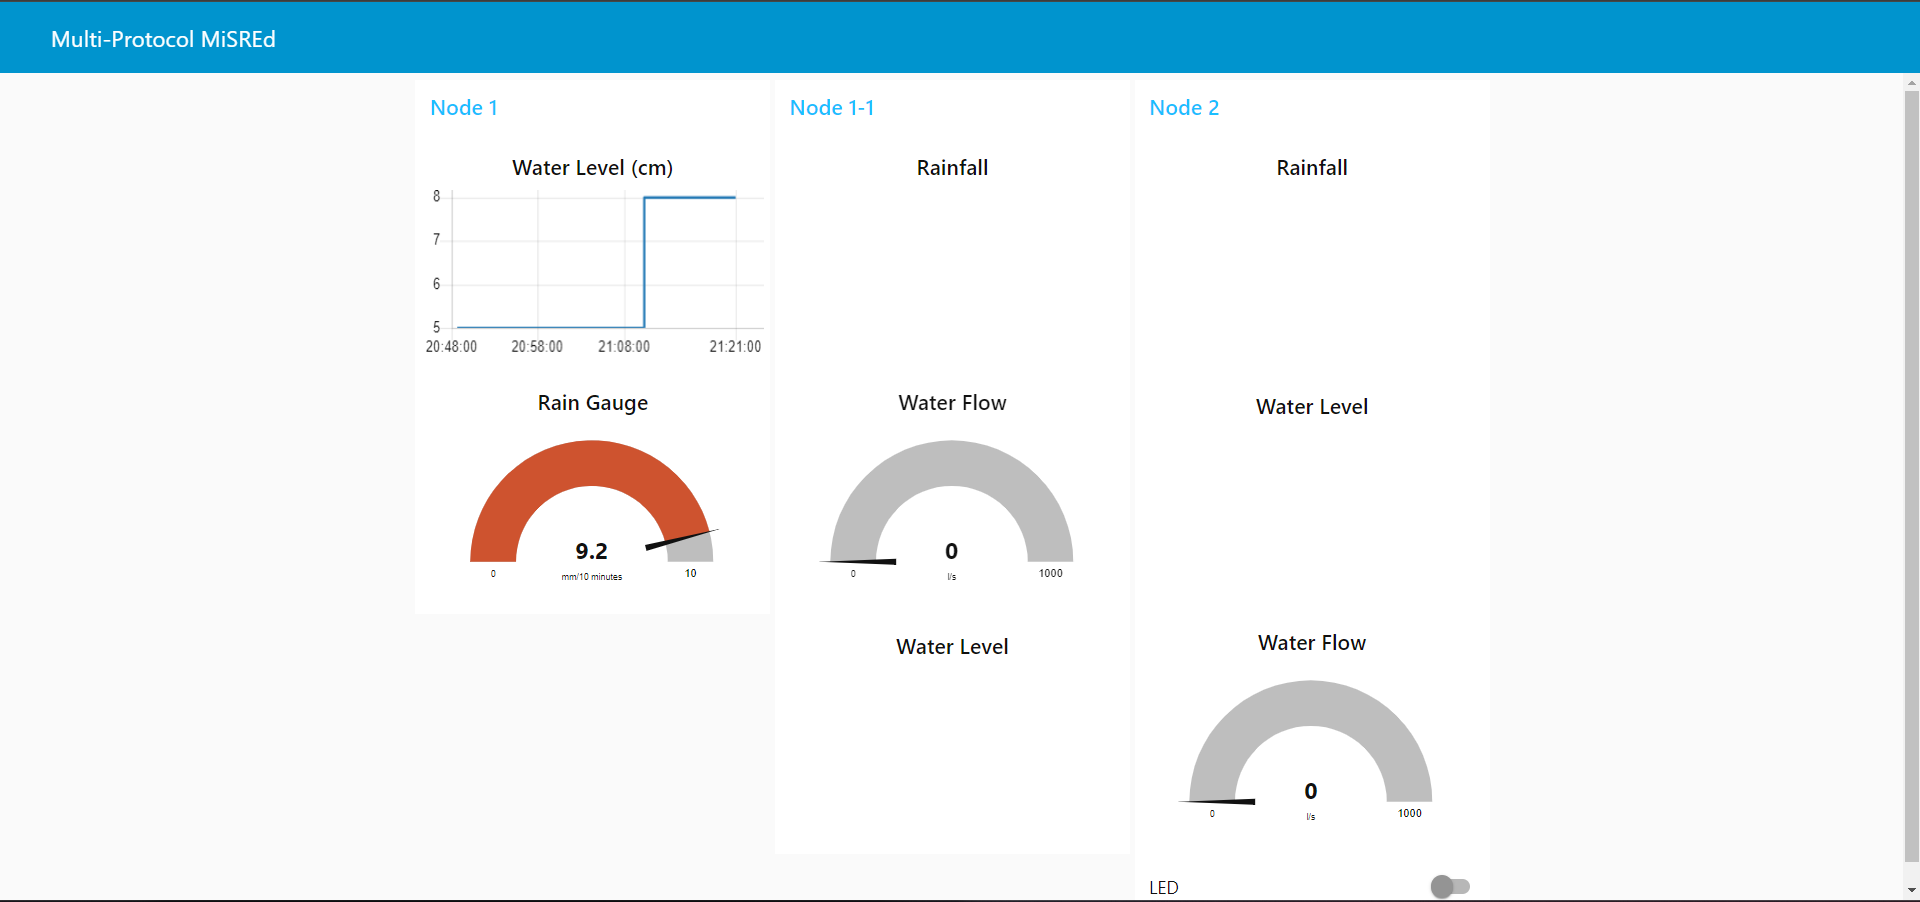 Multi-Protocol MiSREd
Node 1
Water Level (cm)
8
7
6
5
20:48:00 20:58:00 21:08:00 21:21:00
Rain Gauge
9.2
mm/10 minutes
0 10
Node 1-1
Rainfall
Water Flow
0
l/s
0 1000
Water Level
Node 2
Rainfall
Water Level
Water Flow
0
l/s
0 1000
LED